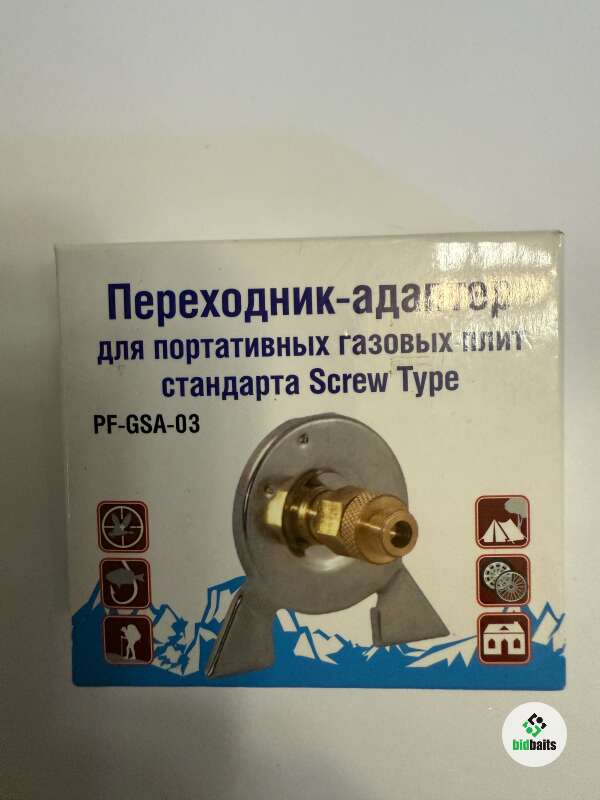 Переходник-адаптер
для портативных газовых плит
стандарта Screw Type
PF-GSA-03
bidbaits